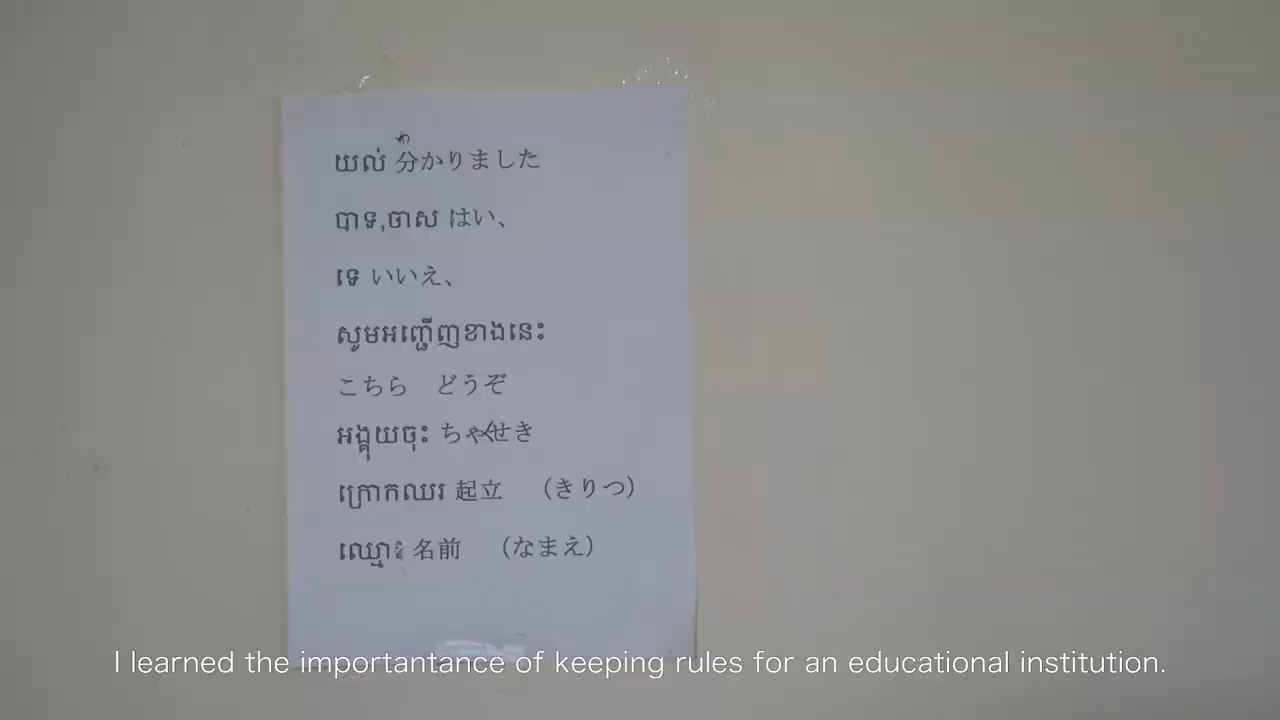 យល់ 分かりました
បាទ,ចាស はい、
ទេ いいえ、
សូមអញ្ជើញខាងនេះ
こちら どうぞ
អង្គុយចុះ ちゃくせき
ក្រោកឈរ 起立 （きりつ）
ឈ្មោះ 名前 （なまえ）
I learned the importantance of keeping rules for an educational institution.